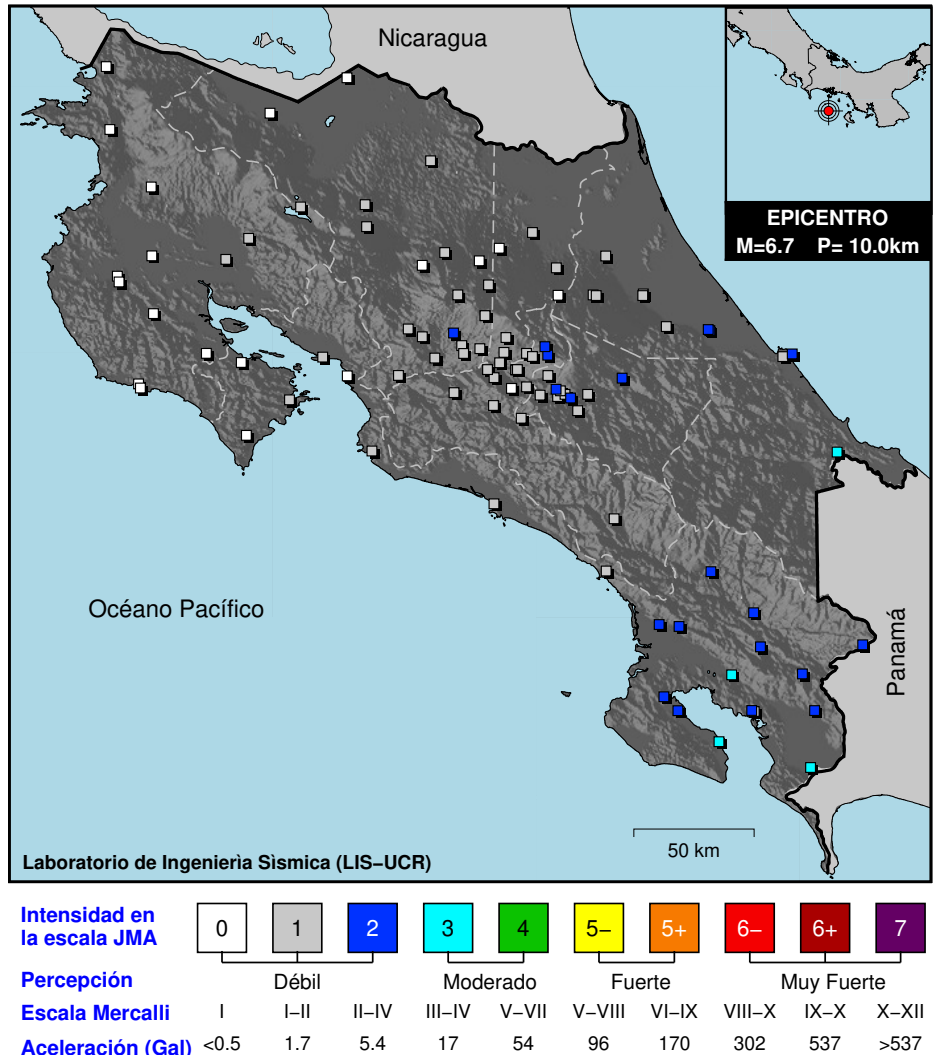 Nicaragua
EPICENTRO
M=6.7 P= 10.0km
Océano Pacífico
Panamá
50 km
Laboratorio de Ingenierìa Sìsmica (LIS−UCR)
Intensidad en
la escala JMA
0 1 2 3 4 5− 5+ 6− 6+ 7
Percepción Débil Moderado Fuerte Muy Fuerte
Escala Mercalli I I−II II−IV III−IV V−VII V−VIII VI−IX VIII−X IX−X X−XII
Aceleración (Gal) <0.5 1.7 5.4 17 54 96 170 302 537 >537